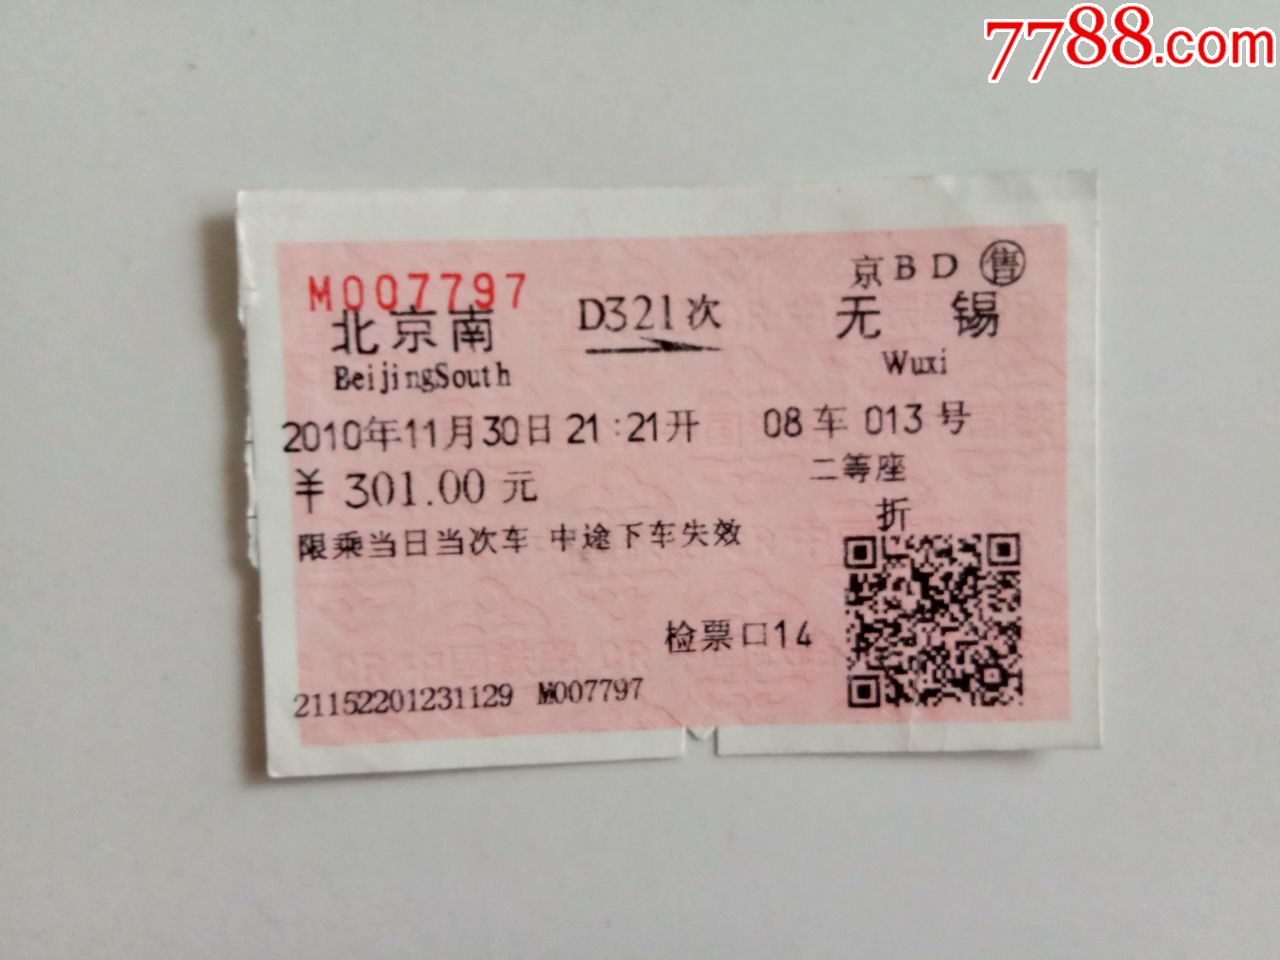 7788.com
京BD 售
M007797
北京南 D321次 无锡
BeijingSouth Wuxi
2010年11月30日21:21开 08车013号
¥301.00元 二等座
折
限乘当日当次车 中途下车失效
检票口14
21152201231129 M007797